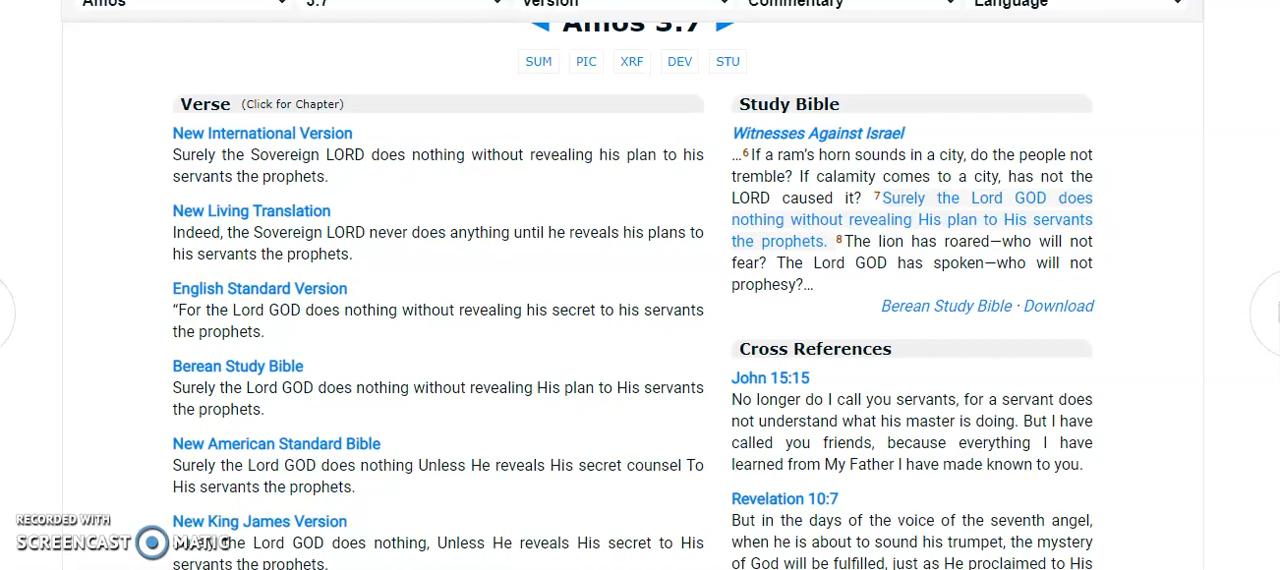 Amos 3:7 Version Commentary Language
Amos 3:7
SUM PIC XRF DEV STU
Verse (Click for Chapter)
New International Version
Surely the Sovereign LORD does nothing without revealing his plan to his
servants the prophets.
New Living Translation
Indeed, the Sovereign LORD never does anything until he reveals his plans to
his servants the prophets.
English Standard Version
“For the Lord GOD does nothing without revealing his secret to his servants
the prophets.
Berean Study Bible
Surely the Lord GOD does nothing without revealing His plan to His servants
the prophets.
New American Standard Bible
Surely the Lord GOD does nothing Unless He reveals His secret counsel To
His servants the prophets.
New King James Version
the Lord GOD does nothing, Unless He reveals His secret to His
servants the prophets.
Study Bible
Witnesses Against Israel
…6If a ram’s horn sounds in a city, do the people not
tremble? If calamity comes to a city, has not the
LORD caused it? 7Surely the Lord GOD does
nothing without revealing His plan to His servants
the prophets. 8The lion has roared—who will not
fear? The Lord GOD has spoken—who will not
prophesy?…
Berean Study Bible · Download
Cross References
John 15:15
No longer do I call you servants, for a servant does
not understand what his master is doing. But I have
called you friends, because everything I have
learned from My Father I have made known to you.
Revelation 10:7
But in the days of the voice of the seventh angel,
when he is about to sound his trumpet, the mystery
of God will be fulfilled, just as He proclaimed to His
RECORDED WITH
SCREENCAST MATIC